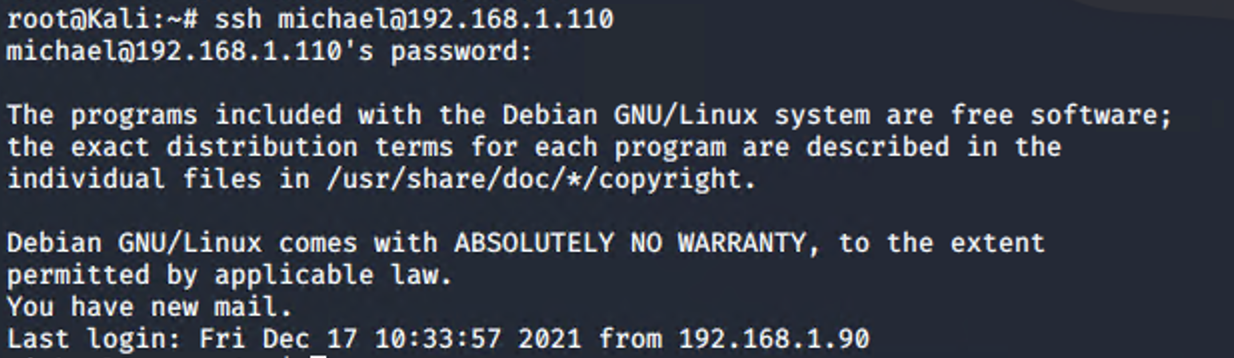 root@Kali:~# ssh michael@192.168.1.110
michael@192.168.1.110's password:
The programs included with the Debian GNU/Linux system are free software;
the exact distribution terms for each program are described in the
individual files in /usr/share/doc/*/copyright.
Debian GNU/Linux comes with ABSOLUTELY NO WARRANTY, to the extent
permitted by applicable law.
You have new mail.
Last login: Fri Dec 17 10:33:57 2021 from 192.168.1.90